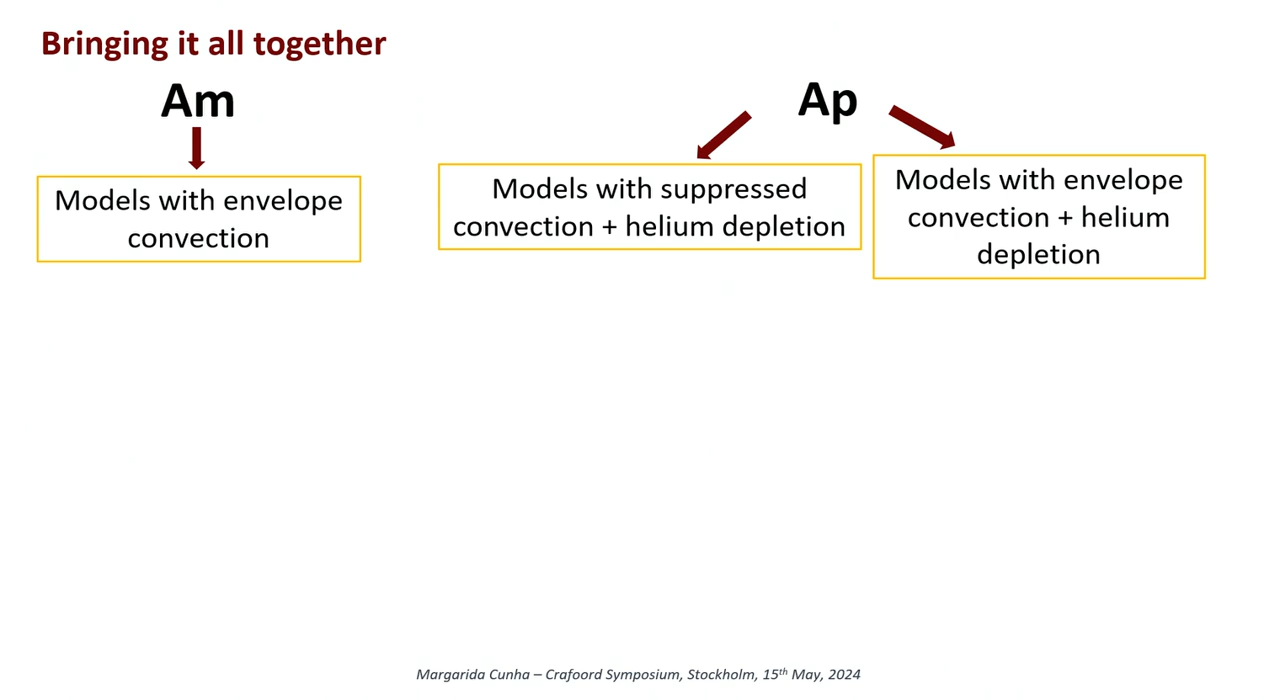 Bringing it all together
Am
Models with envelope
convection
Ap
Models with suppressed
convection + helium depletion
Models with envelope
convection + helium
depletion
Margarida Cunha – Crafoord Symposium, Stockholm, 15th May, 2024